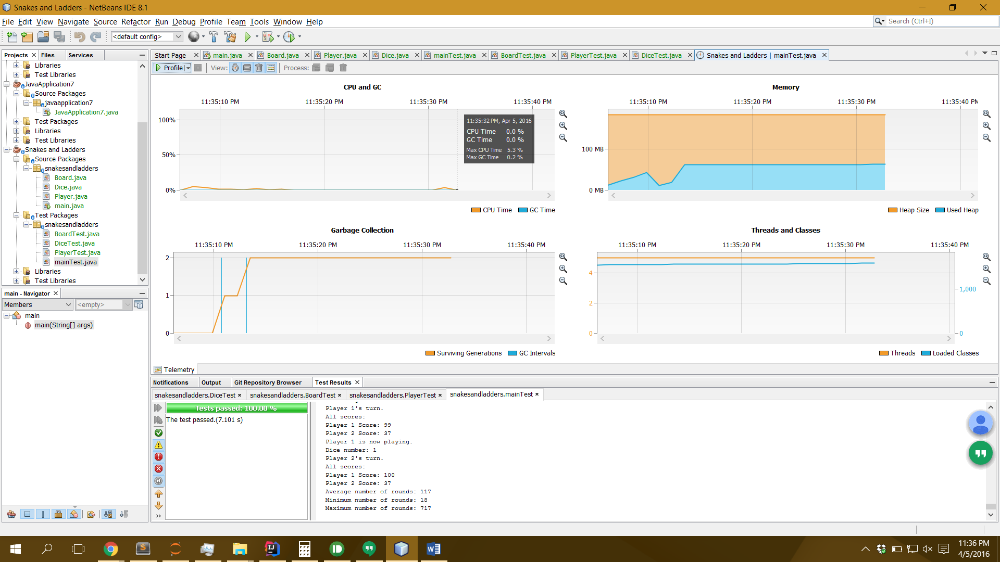 Snakes and Ladders - NetBeans IDE 8.1
File Edit View Navigate Source Refactor Run Debug Profile Team Tools Window Help
Search (Ctrl+I)
<default config>
Projects Files Services
Libraries
Test Libraries
JavaApplication7
Source Packages
javaapplication7
JavaApplication7.java
Test Packages
Libraries
Test Libraries
Snakes and Ladders
Source Packages
snakesandladders
Board.java
Dice.java
Player.java
main.java
Test Packages
snakesandladders
BoardTest.java
DiceTest.java
PlayerTest.java
mainTest.java
Libraries
Test Libraries
main - Navigator
Members <empty>
main
main(String[] args)
Start Page main.java Board.java Player.java Dice.java mainTest.java BoardTest.java PlayerTest.java DiceTest.java Snakes and Ladders | mainTest.java
Profile View: Process:
CPU and GC
11:35:10 PM 11:35:20 PM 11:35:30 PM 11:35:40 PM
100%
50%
0%
11:35:32 PM, Apr 5, 2016
CPU Time 0.0 %
GC Time 0.0 %
Max CPU Time 5.3 %
Max GC Time 0.2 %
CPU Time GC Time
Memory
11:35:10 PM 11:35:20 PM 11:35:30 PM 11:35:40 PM
100 MB
0 MB
Heap Size Used Heap
Garbage Collection
11:35:10 PM 11:35:20 PM 11:35:30 PM 11:35:40 PM
2
1
0
Surviving Generations GC Intervals
Threads and Classes
11:35:10 PM 11:35:20 PM 11:35:30 PM 11:35:40 PM
4
1,000
2
0 0
Threads Loaded Classes
Telemetry
Notifications Output Git Repository Browser Test Results
snakesandladders.DiceTest snakesandladders.BoardTest snakesandladders.PlayerTest snakesandladders.mainTest
Tests passed: 100.00 %
The test passed.(7.101 s)
Player 1's turn.
All scores:
Player 1 Score: 99
Player 2 Score: 37
Player 1 is now playing.
Dice number: 1
Player 2's turn.
All scores:
Player 1 Score: 100
Player 2 Score: 37
Average number of rounds: 117
Minimum number of rounds: 18
Maximum number of rounds: 717
11:36 PM
4/5/2016